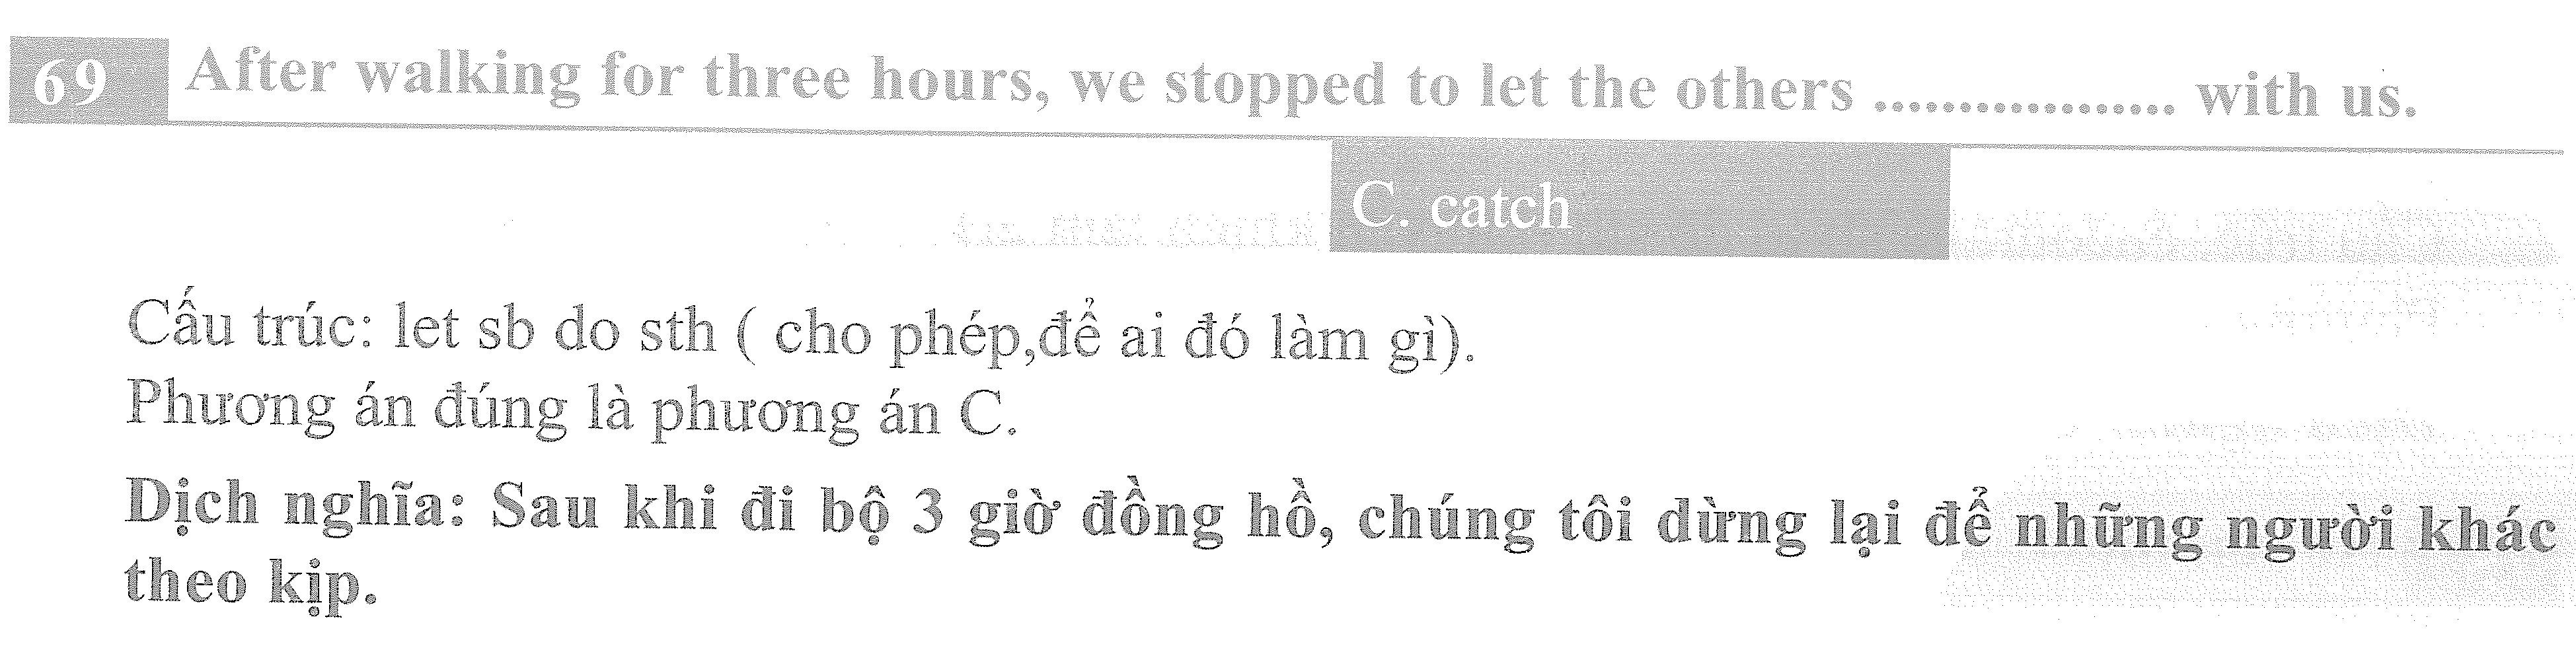 69 After walking for three hours, we stopped to let the others ................. with us.
C. catch
Cấu trúc: let sb do sth ( cho phép,để ai đó làm gì).
Phương án đúng là phương án C.
Dịch nghĩa: Sau khi đi bộ 3 giờ đồng hồ, chúng tôi dừng lại để những người khác
theo kịp.